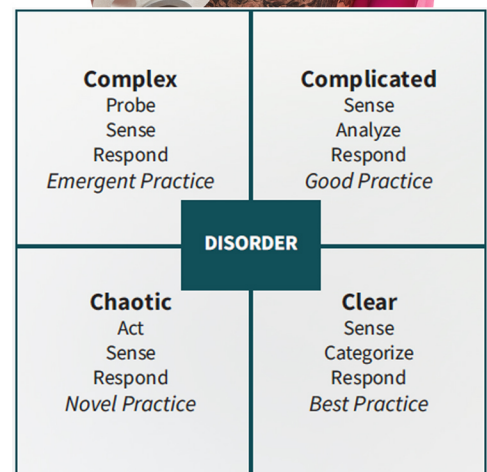 Complex
Probe
Sense
Respond
Emergent Practice
Complicated
Sense
Analyze
Respond
Good Practice
DISORDER
Chaotic
Act
Sense
Respond
Novel Practice
Clear
Sense
Categorize
Respond
Best Practice